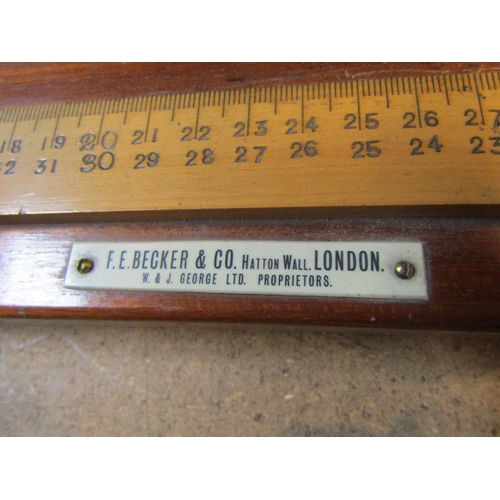 18 19 20 21 22 23 24 25 26 27
32 31 30 29 28 27 26 25 24 23
F.E. BECKER & CO. HATTON WALL, LONDON.
W. & J. GEORGE LTD. PROPRIETORS.